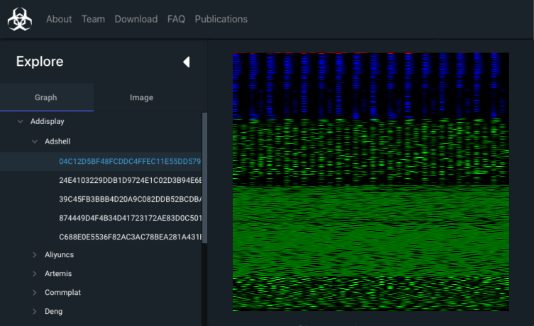 About Team Download FAQ Publications
Explore
Graph Image
Addisplay
Adshell
04C12D5BF48FCDDC4FFEC11E55DD579
24E4103229DDB1D9724E1C02D3B94E6E
39C45FB3BBB4D20A9C082DDB52BCDBA
874449D4F4B34D41723172AE83D0C501
C688E0E5536F82AC3AC78BEA281A431E
Aliyuncs
Artemis
Commplat
Deng